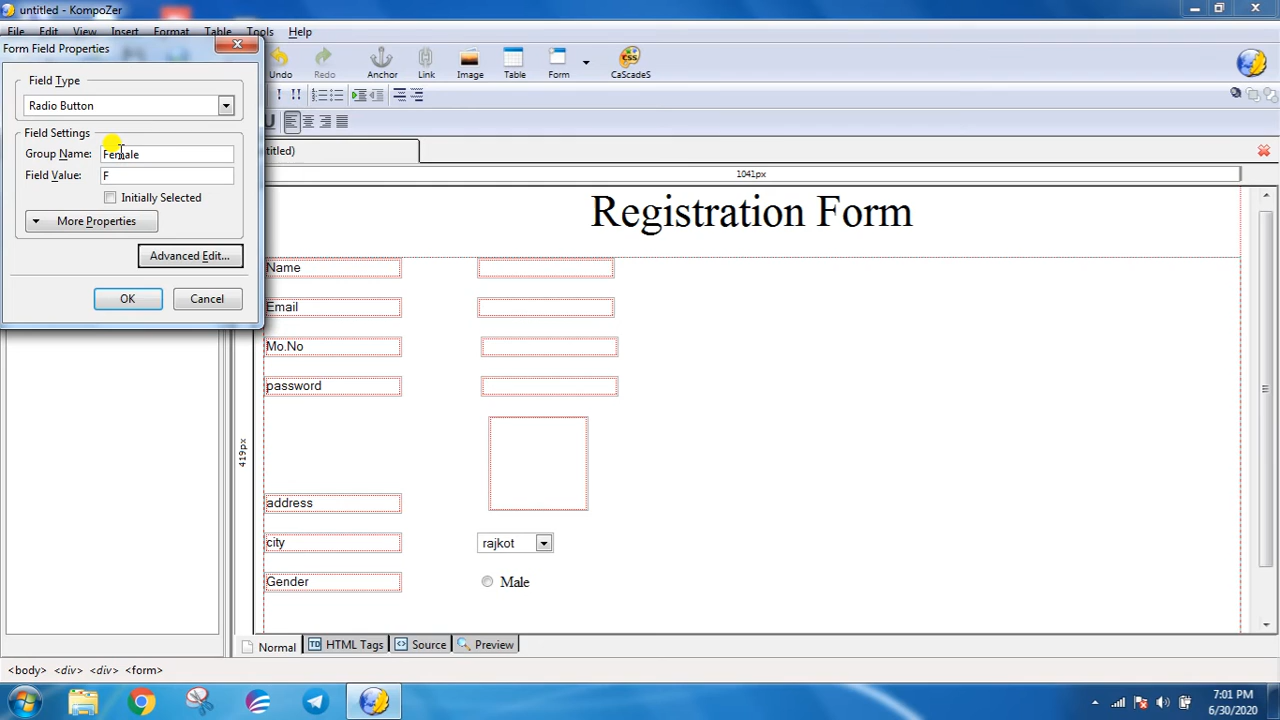 untitled - KompoZer
File Edit View Insert Format Table Tools Help
Form Field Properties
Undo Redo Anchor Link Image Table Form CaScadeS
Field Type
Radio Button
Field Settings
Group Name: Female
Field Value: F
Initially Selected
More Properties
Advanced Edit...
OK Cancel
titled)
1041px
419px
Registration Form
Name
Email
Mo.No
password
address
city rajkot
Gender Male
Normal HTML Tags Source Preview
<body> <div> <div> <form>
7:01 PM
6/30/2020